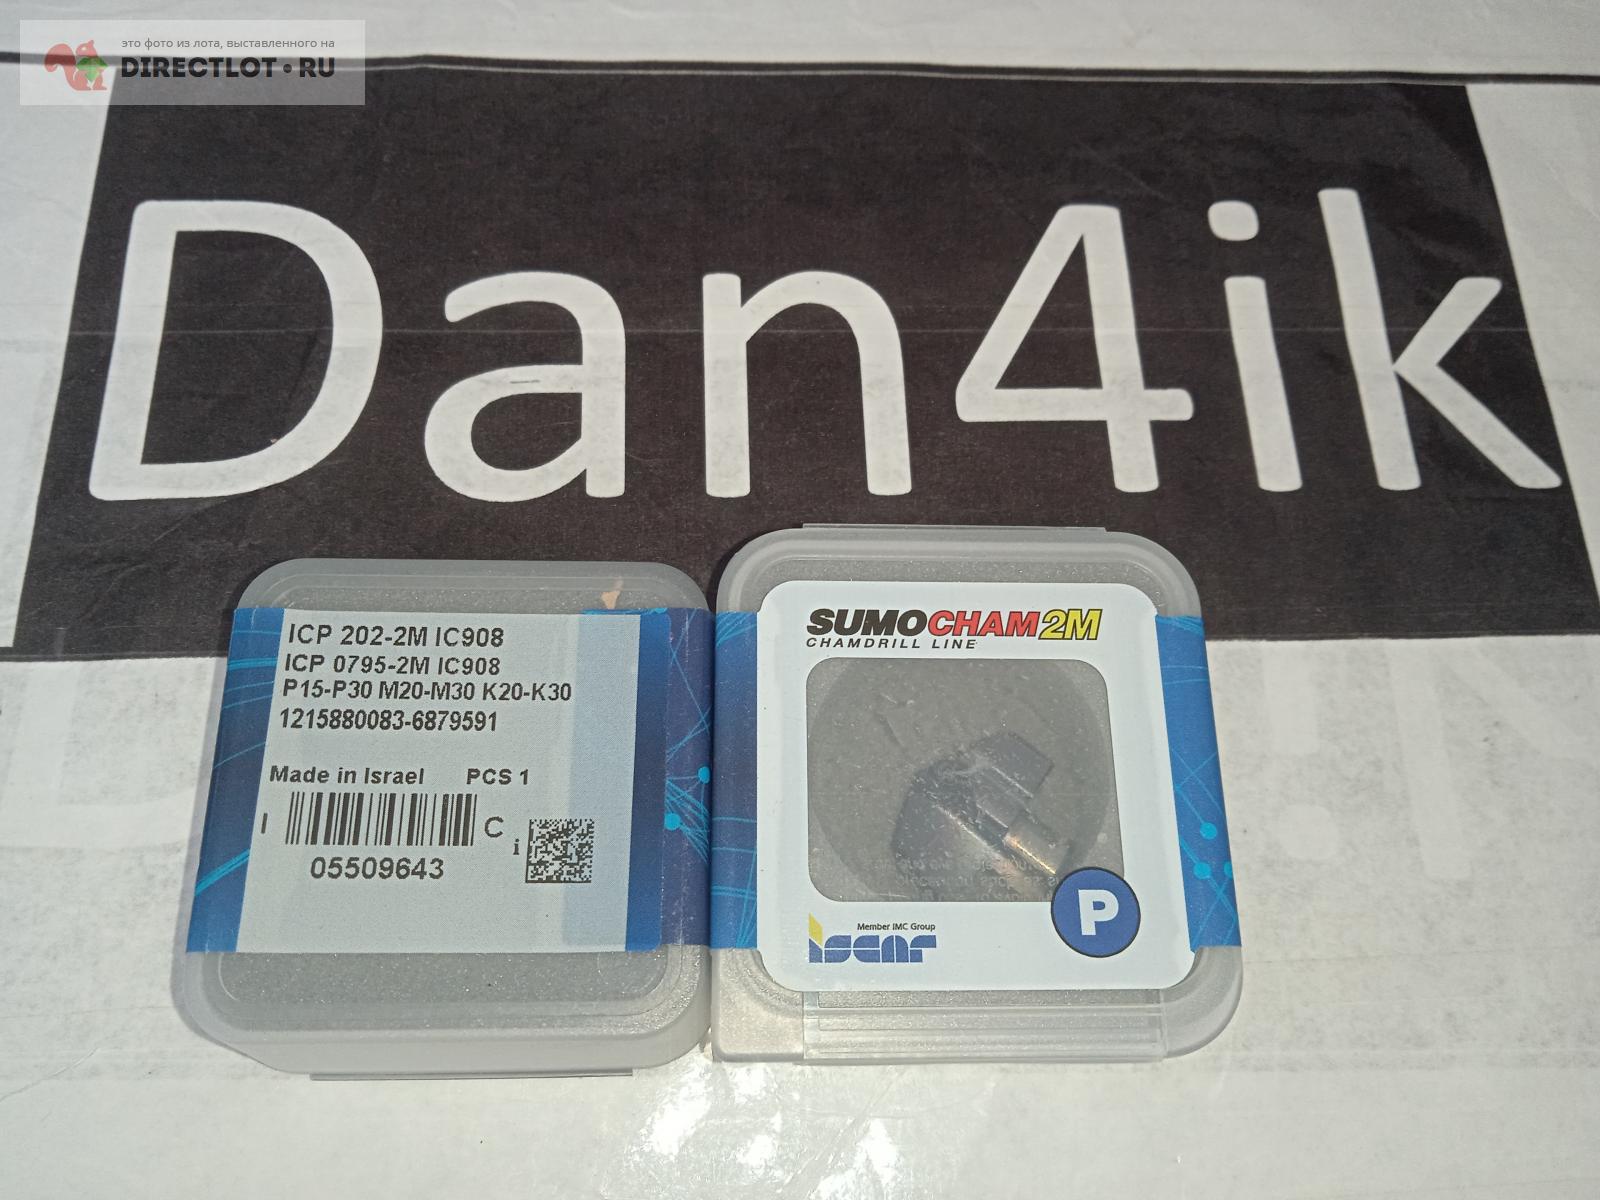 это фото из лота, выставленного на
DIRECTLOT•RU
Dan4ik
ICP 202-2M IC908
ICP 0795-2M IC908
P15-P30 M20-M30 K20-K30
1215880083-6879591
Made in Israel PCS 1
I C i
05509643
SUMOCHAM2M
CHAMDRILL LINE
P
Member IMC Group
iscar